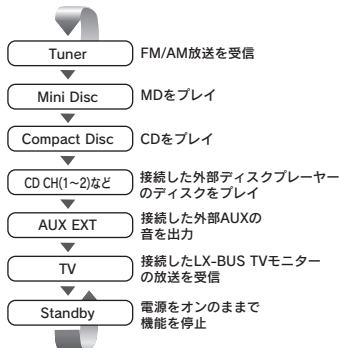 Tuner
FM/AM放送を受信
Mini Disc
MDをプレイ
Compact Disc
CDをプレイ
CD CH(1~2)など
接続した外部ディスクプレーヤー
のディスクをプレイ
AUX EXT
接続した外部AUXの
音を出力
TV
接続したLX-BUS TVモニター
の放送を受信
Standby
電源をオンのままで
機能を停止